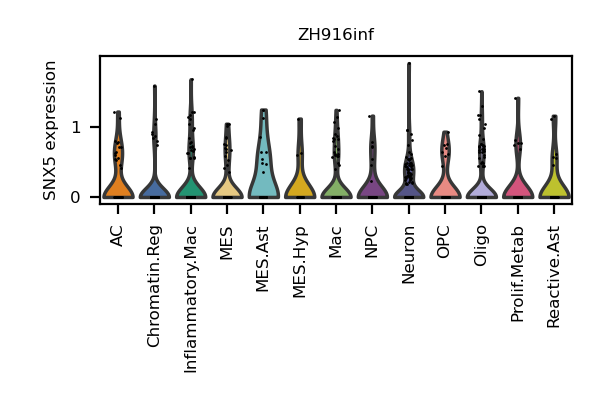 ZH916inf
SNX5 expression
1
0
AC
Chromatin.Reg
Inflammatory.Mac
MES
MES.Ast
MES.Hyp
Mac
NPC
Neuron
OPC
Oligo
Prolif.Metab
Reactive.Ast